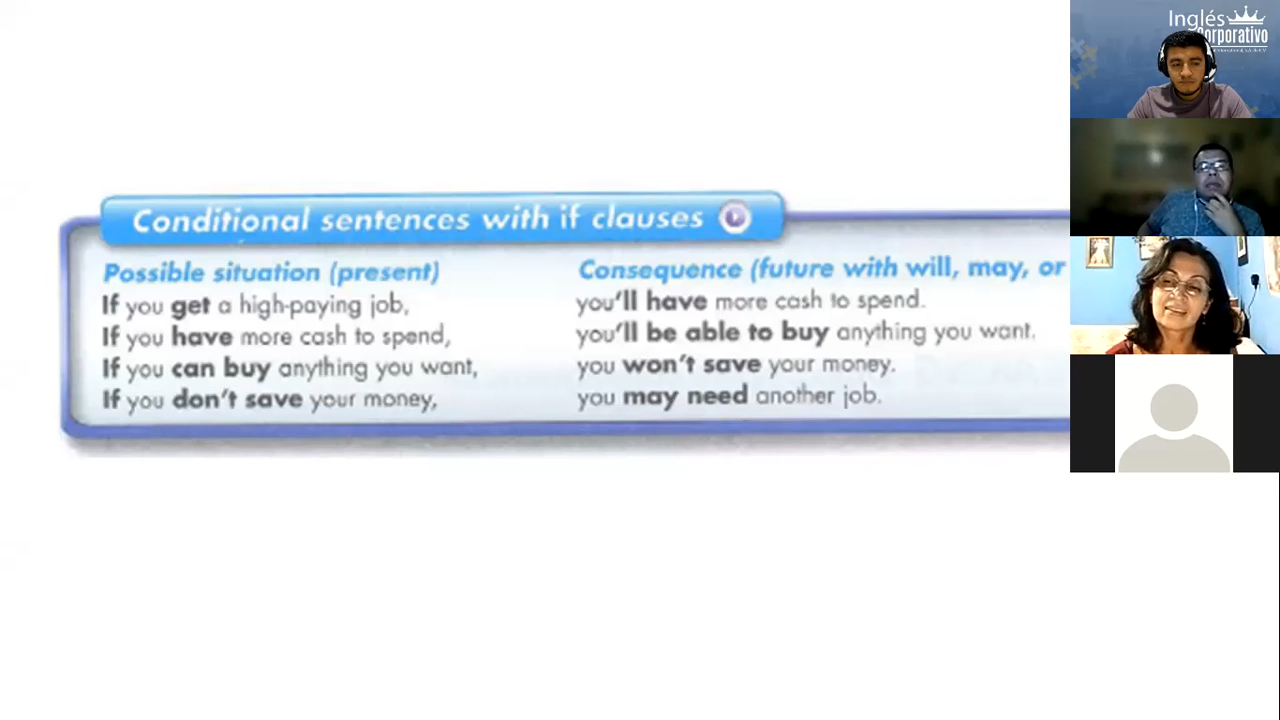 Inglés
Corporativo
Conditional sentences with if clauses
Possible situation (present)
Consequence (future with will, may, or
If you get a high-paying job,
you'll have more cash to spend.
If you have more cash to spend,
you'll be able to buy anything you want.
If you can buy anything you want,
you won't save your money.
If you don't save your money,
you may need another job.